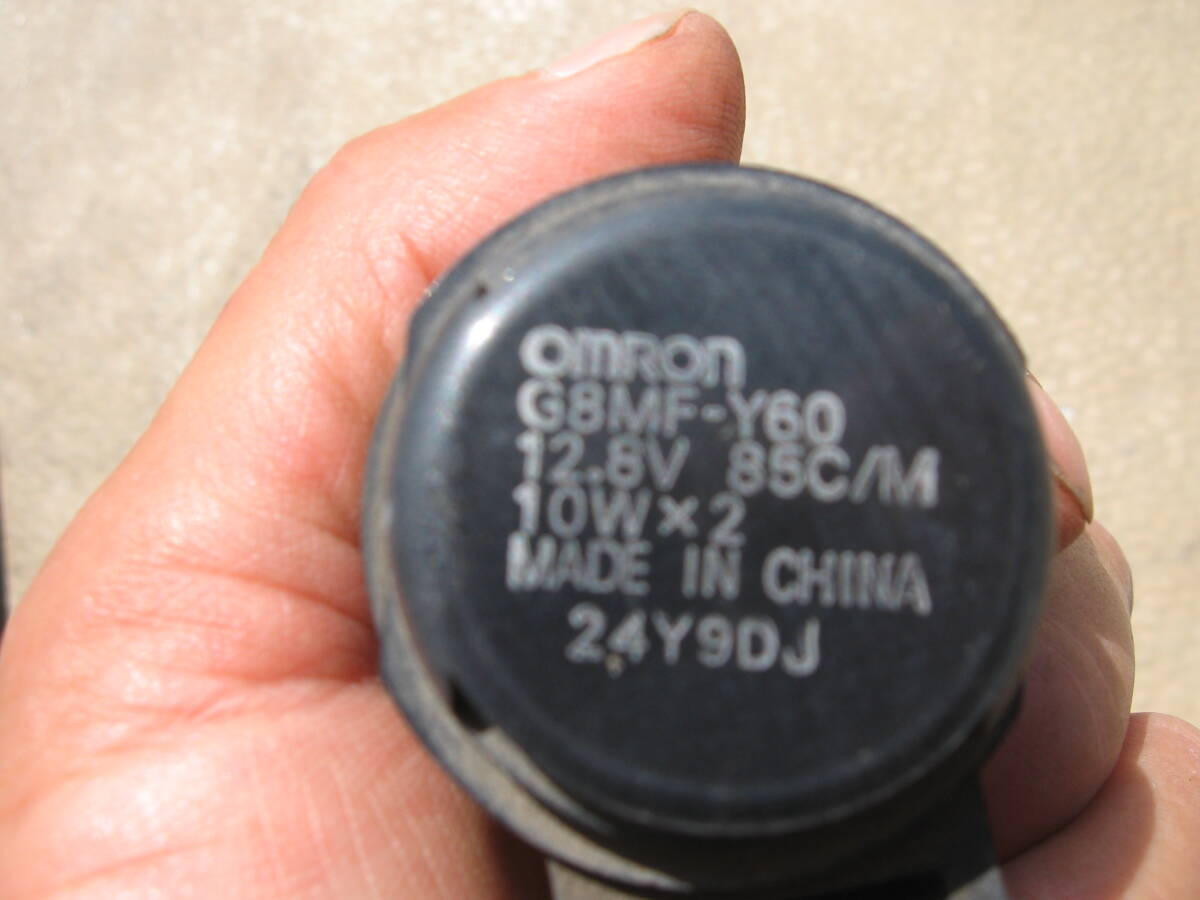 OMRON
G8MF-Y60
12.8V 85C/M
10W×2
MADE IN CHINA
24Y9DJ